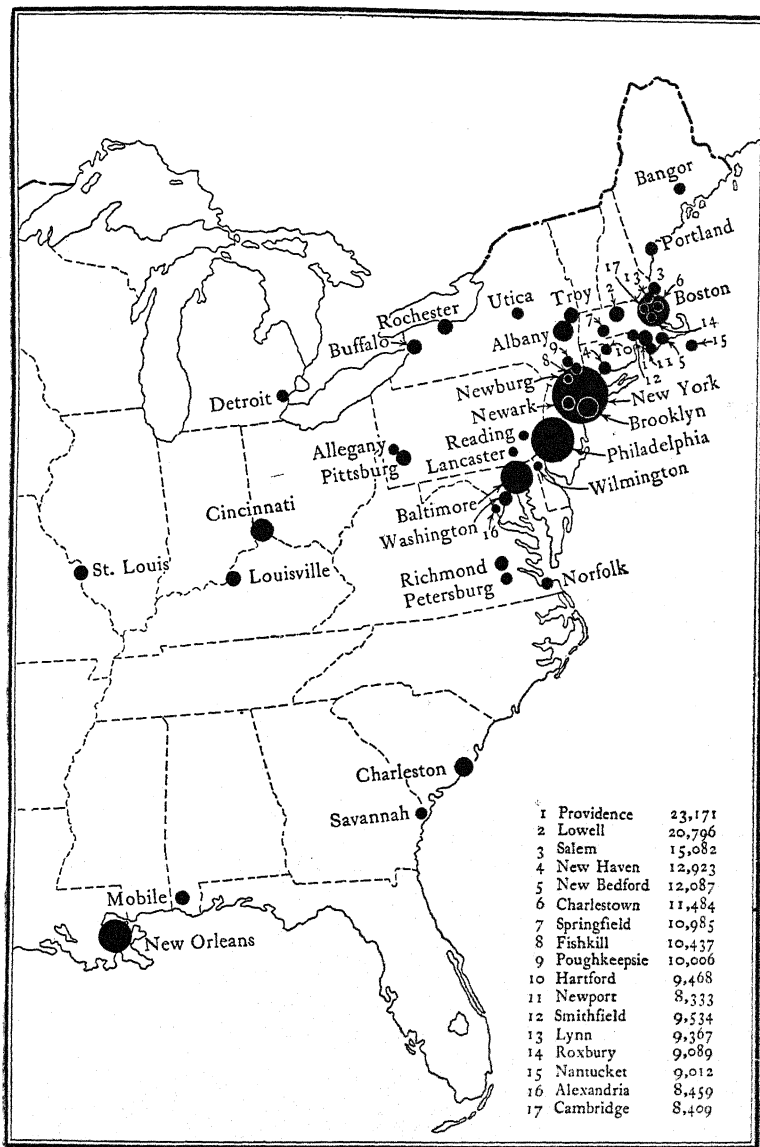 Bangor
Portland
17
13
3
6
Boston
Utica
Troy
2
Rochester
Albany
7
14
Buffalo
9
8
4
10
1
11
5
15
12
Newburg
New York
Detroit
Newark
Brooklyn
Reading
Philadelphia
Allegany
Lancaster
Pittsburg
Wilmington
Baltimore
Cincinnati
Washington
16
St. Louis
Louisville
Richmond
Norfolk
Petersburg
Charleston
Savannah
Mobile
New Orleans
1 Providence 23,171
2 Lowell 20,796
3 Salem 15,082
4 New Haven 12,923
5 New Bedford 12,087
6 Charlestown 11,484
7 Springfield 10,985
8 Fishkill 10,437
9 Poughkeepsie 10,006
10 Hartford 9,468
11 Newport 8,333
12 Smithfield 9,534
13 Lynn 9,367
14 Roxbury 9,089
15 Nantucket 9,012
16 Alexandria 8,459
17 Cambridge 8,409